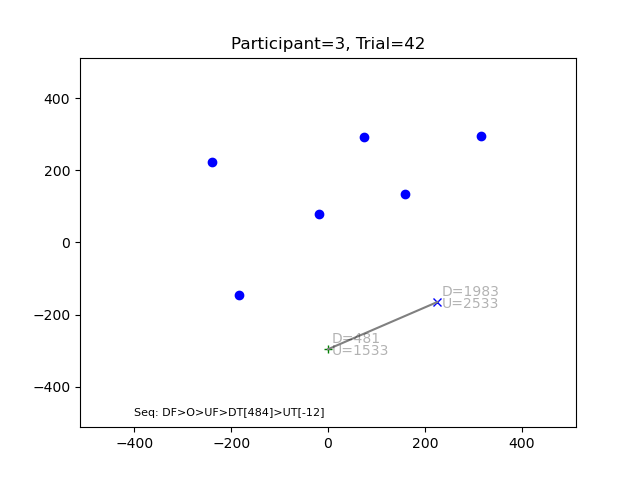 Participant=3, Trial=42
400
200
0
−200
−400
D=1983
U=2533
D=481
U=1533
Seq: DF>O>UF>DT[484]>UT[-12]
−400
−200
0
200
400